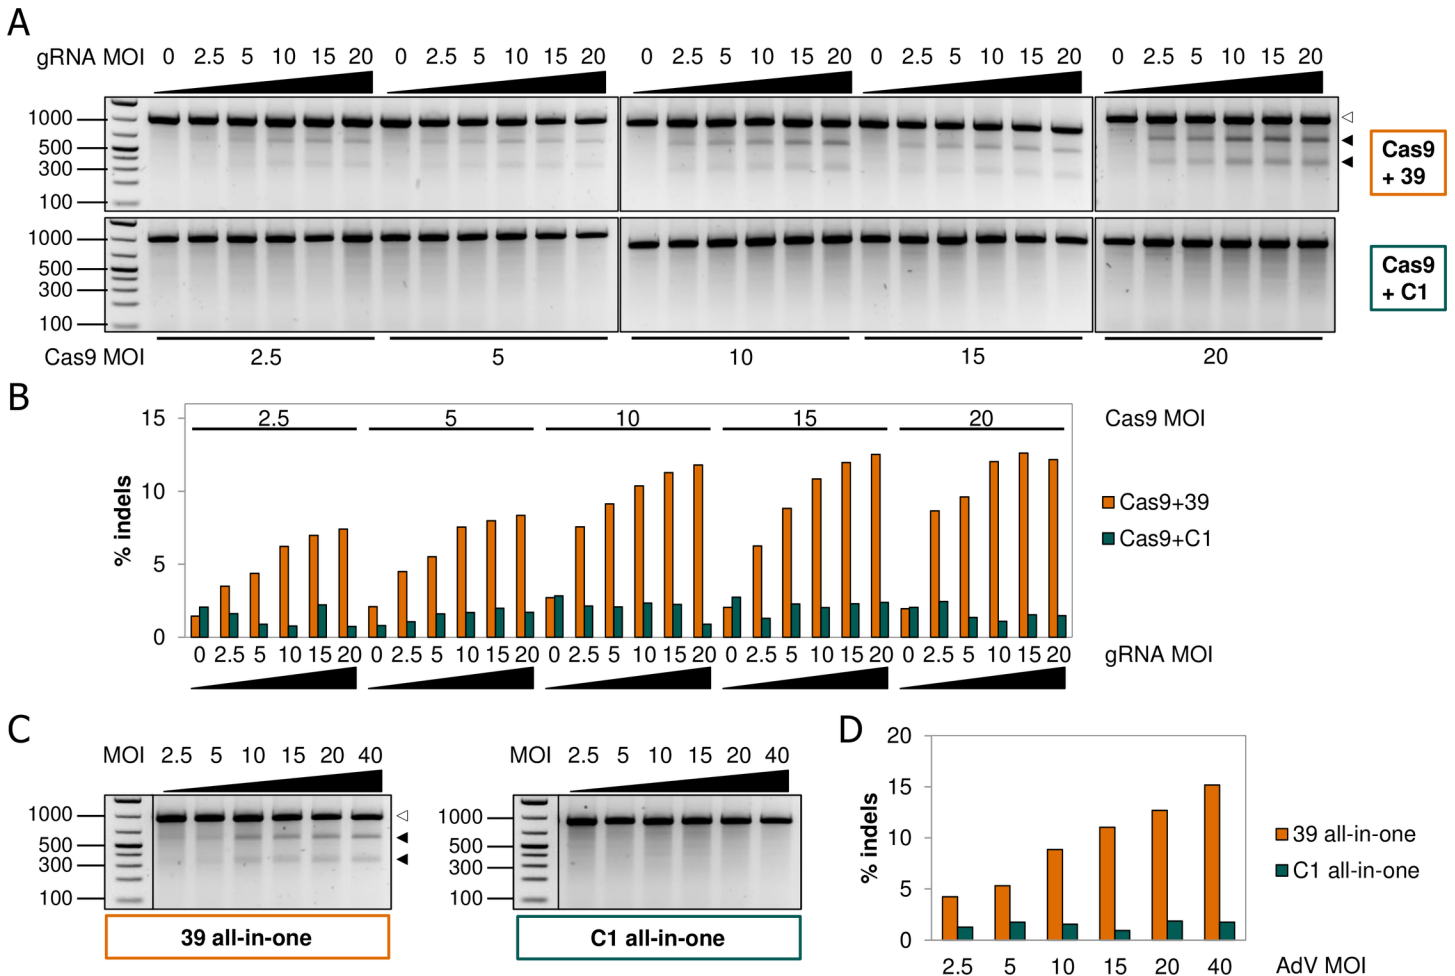 A
gRNA MOI 0 2.5 5 10 15 20 0 2.5 5 10 15 20 0 2.5 5 10 15 20 0 2.5 5 10 15 20 0 2.5 5 10 15 20
1000
500
300
100
Cas9
+ 39
1000
500
300
100
Cas9
+ C1
Cas9 MOI 2.5 5 10 15 20
B
15 2.5 5 10 15 20 Cas9 MOI
10
5
0
% indels
Cas9+39
Cas9+C1
0 2.5 5 10 15 20 0 2.5 5 10 15 20 0 2.5 5 10 15 20 0 2.5 5 10 15 20 0 2.5 5 10 15 20 gRNA MOI
C
MOI 2.5 5 10 15 20 40
1000
500
300
100
39 all-in-one
MOI 2.5 5 10 15 20 40
1000
500
300
100
C1 all-in-one
D
20
15
10
5
0
% indels
39 all-in-one
C1 all-in-one
2.5 5 10 15 20 40 AdV MOI